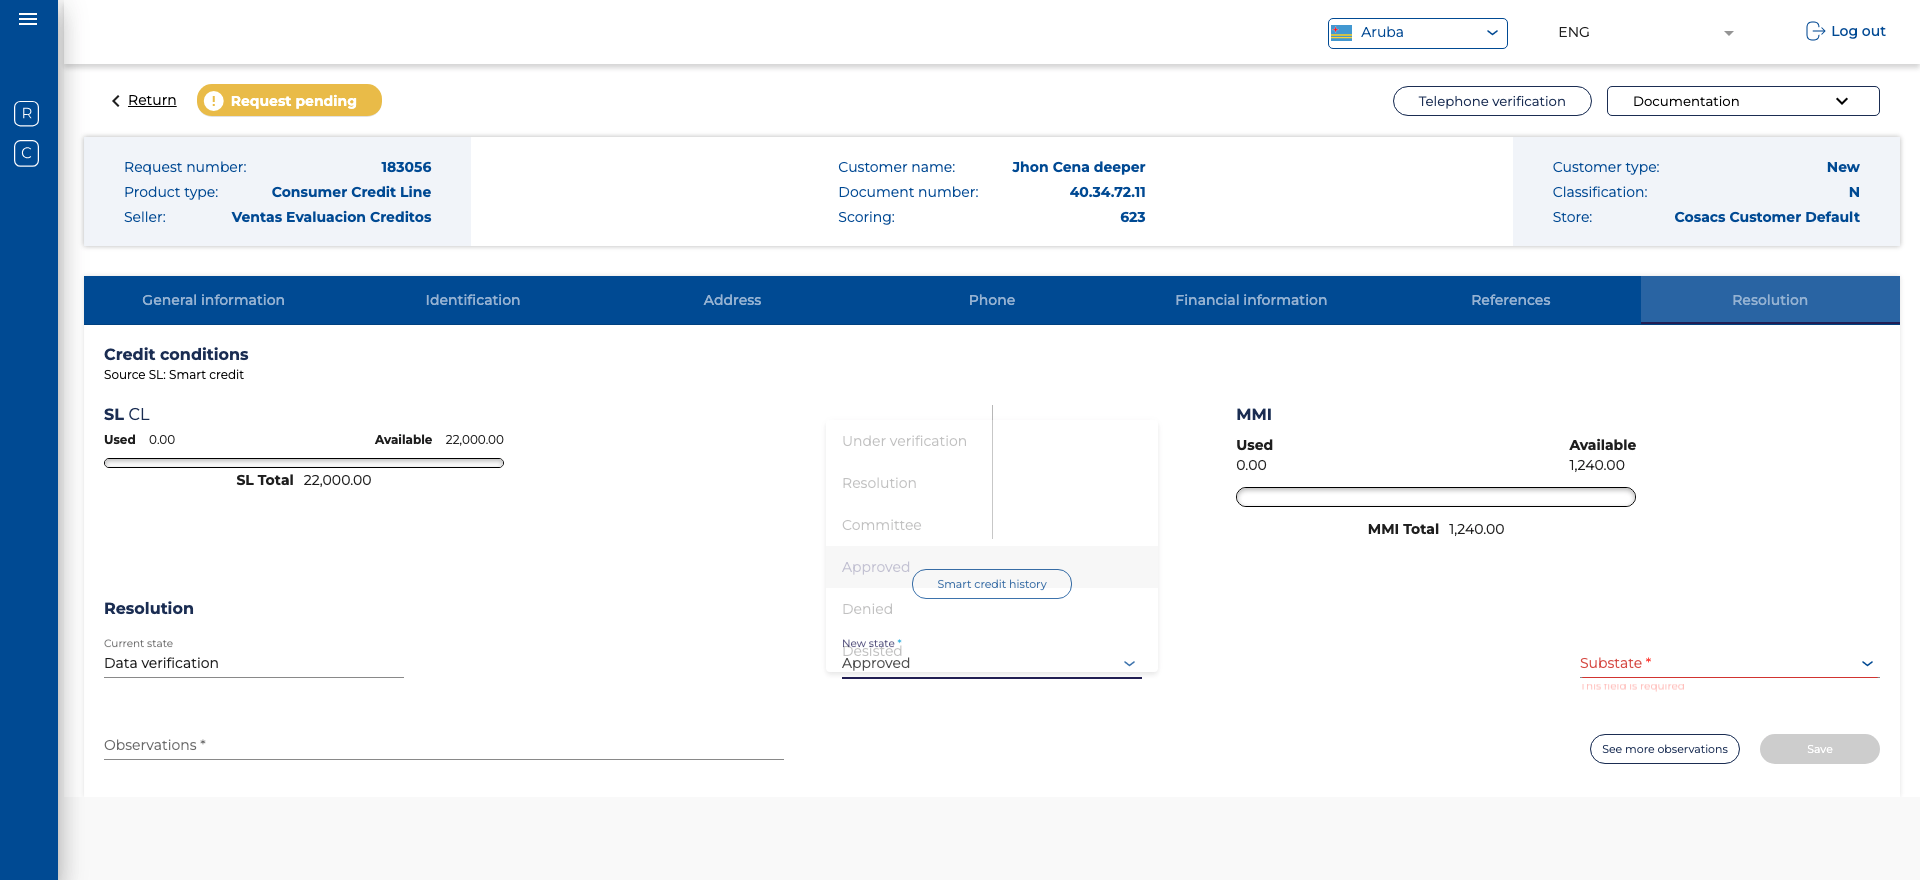 Aruba
ENG
Log out
R
C
Return
! Request pending
Telephone verification
Documentation
Request number: 183056
Product type: Consumer Credit Line
Seller: Ventas Evaluacion Creditos
Customer name: Jhon Cena deeper
Document number: 40.34.72.11
Scoring: 623
Customer type: New
Classification: N
Store: Cosacs Customer Default
General information
Identification
Address
Phone
Financial information
References
Resolution
Credit conditions
Source SL: Smart credit
SL CL
Used 0.00 Available 22,000.00
SL Total 22,000.00
Under verification
Resolution
Committee
Approved
Denied
Desisted
Smart credit history
MMI
Used Available
0.00 1,240.00
MMI Total 1,240.00
Resolution
Current state
Data verification
New state *
Approved
Substate *
This field is required
Observations *
See more observations
Save